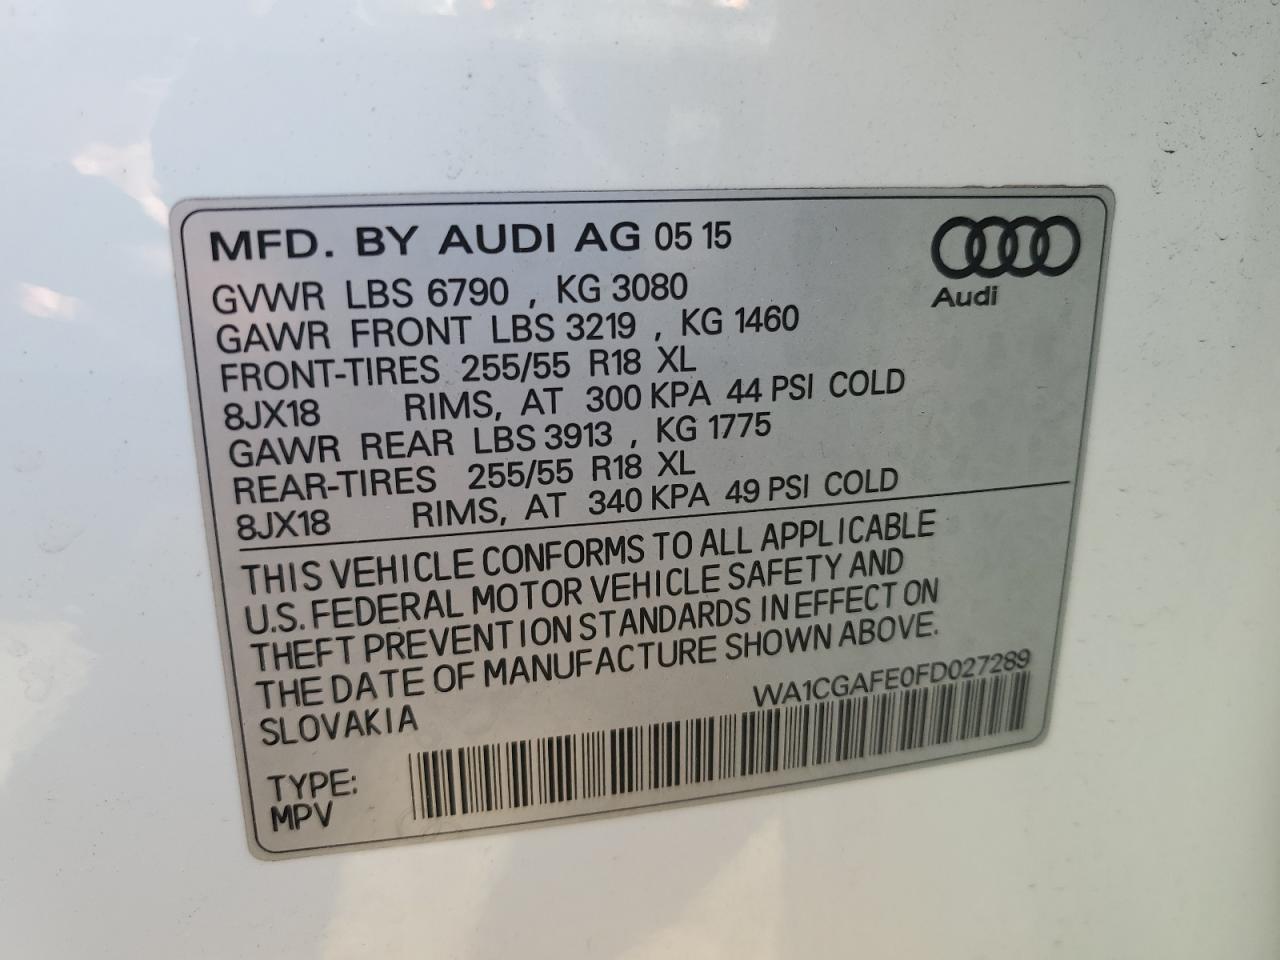 MFD. BY AUDI AG 05 15
Audi
GVWR LBS 6790 , KG 3080
GAWR FRONT LBS 3219 , KG 1460
FRONT-TIRES 255/55 R18 XL
8JX18 RIMS, AT 300 KPA 44 PSI COLD
GAWR REAR LBS 3913 , KG 1775
REAR-TIRES 255/55 R18 XL
8JX18 RIMS, AT 340 KPA 49 PSI COLD
THIS VEHICLE CONFORMS TO ALL APPLICABLE
U.S. FEDERAL MOTOR VEHICLE SAFETY AND
THEFT PREVENTION STANDARDS IN EFFECT ON
THE DATE OF MANUFACTURE SHOWN ABOVE.
SLOVAKIA
WA1CGAFE0FD027289
TYPE:
MPV